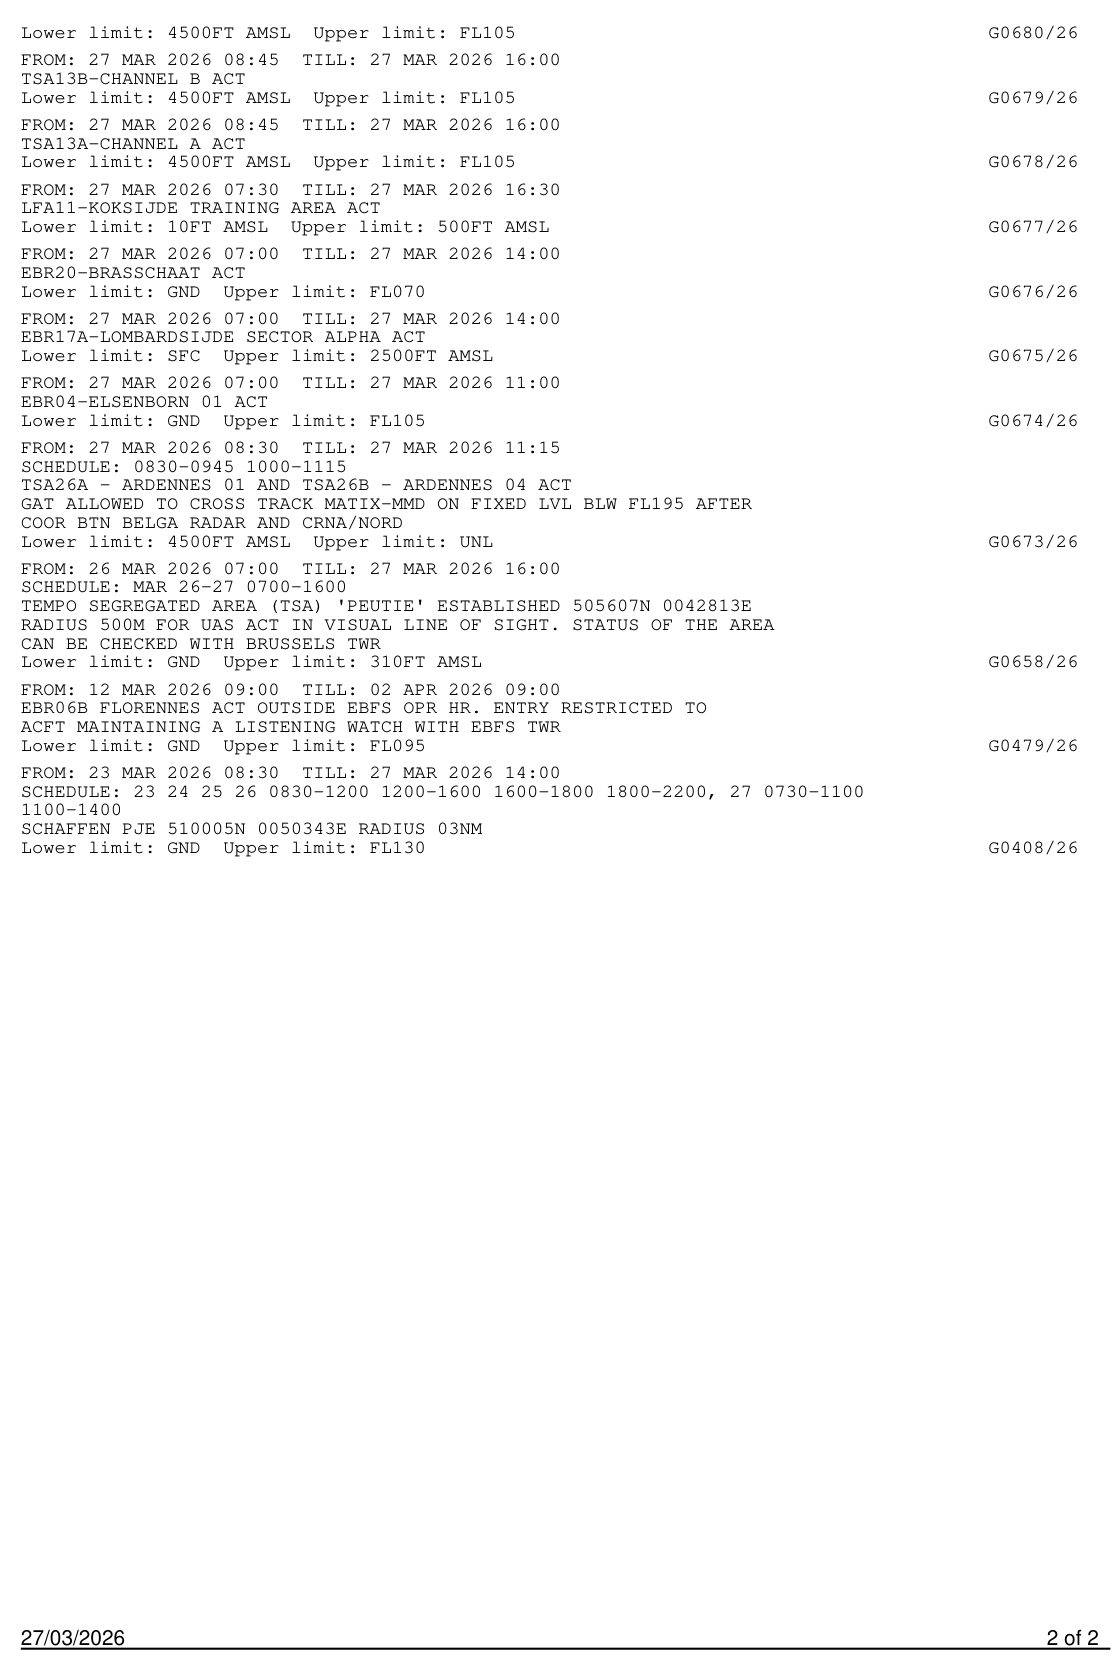 Lower limit: 4500FT AMSL  Upper limit: FL105 G0680/26
FROM: 27 MAR 2026 08:45  TILL: 27 MAR 2026 16:00
TSA13B-CHANNEL B ACT
Lower limit: 4500FT AMSL  Upper limit: FL105 G0679/26
FROM: 27 MAR 2026 08:45  TILL: 27 MAR 2026 16:00
TSA13A-CHANNEL A ACT
Lower limit: 4500FT AMSL  Upper limit: FL105 G0678/26
FROM: 27 MAR 2026 07:30  TILL: 27 MAR 2026 16:30
LFA11-KOKSIJDE TRAINING AREA ACT
Lower limit: 10FT AMSL  Upper limit: 500FT AMSL G0677/26
FROM: 27 MAR 2026 07:00  TILL: 27 MAR 2026 14:00
EBR20-BRASSCHAAT ACT
Lower limit: GND  Upper limit: FL070 G0676/26
FROM: 27 MAR 2026 07:00  TILL: 27 MAR 2026 14:00
EBR17A-LOMBARDSIJDE SECTOR ALPHA ACT
Lower limit: SFC  Upper limit: 2500FT AMSL G0675/26
FROM: 27 MAR 2026 07:00  TILL: 27 MAR 2026 11:00
EBR04-ELSENBORN 01 ACT
Lower limit: GND  Upper limit: FL105 G0674/26
FROM: 27 MAR 2026 08:30  TILL: 27 MAR 2026 11:15
SCHEDULE: 0830-0945 1000-1115
TSA26A - ARDENNES 01 AND TSA26B - ARDENNES 04 ACT
GAT ALLOWED TO CROSS TRACK MATIX-MMD ON FIXED LVL BLW FL195 AFTER
COOR BTN BELGA RADAR AND CRNA/NORD
Lower limit: 4500FT AMSL  Upper limit: UNL G0673/26
FROM: 26 MAR 2026 07:00  TILL: 27 MAR 2026 16:00
SCHEDULE: MAR 26-27 0700-1600
TEMPO SEGREGATED AREA (TSA) 'PEUTIE' ESTABLISHED 505607N 0042813E
RADIUS 500M FOR UAS ACT IN VISUAL LINE OF SIGHT. STATUS OF THE AREA
CAN BE CHECKED WITH BRUSSELS TWR
Lower limit: GND  Upper limit: 310FT AMSL G0658/26
FROM: 12 MAR 2026 09:00  TILL: 02 APR 2026 09:00
EBR06B FLORENNES ACT OUTSIDE EBFS OPR HR. ENTRY RESTRICTED TO
ACFT MAINTAINING A LISTENING WATCH WITH EBFS TWR
Lower limit: GND  Upper limit: FL095 G0479/26
FROM: 23 MAR 2026 08:30  TILL: 27 MAR 2026 14:00
SCHEDULE: 23 24 25 26 0830-1200 1200-1600 1600-1800 1800-2200, 27 0730-1100
1100-1400
SCHAFFEN PJE 510005N 0050343E RADIUS 03NM
Lower limit: GND  Upper limit: FL130 G0408/26
27/03/2026 2 of 2